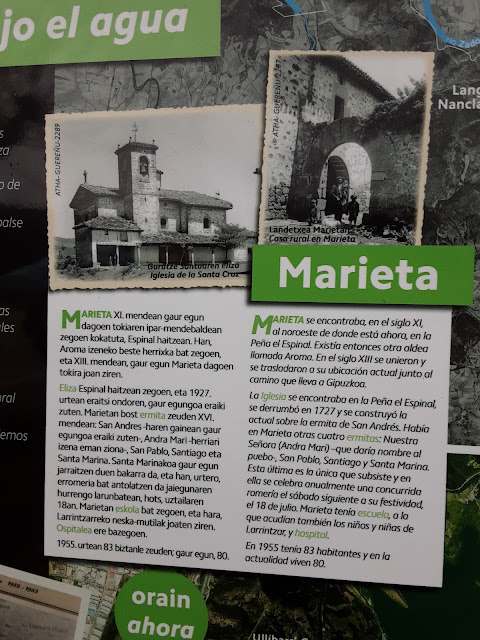 jo el agua
ATHA-GUEREÑU-2289
Gurutze Santuaren eliza
Iglesia de la Santa Cruz
Landetxea Marietan
Casa rural en Marieta
Marieta
MARIETA XI. mendean gaur egun
dagoen tokiaren ipar-mendebaldean
zegoen kokatuta, Espinal haitzean. Han,
Aroma izeneko beste herrixka bat zegoen,
eta XIII. mendean, gaur egun Marieta dagoen
tokira joan ziren.
Eliza Espinal haitzean zegoen, eta 1927.
urtean eraitsi ondoren, gaur egungoa eraiki
zuten. Marietan bost ermita zeuden XVI.
mendean: San Andres -haren gainean gaur
egungoa eraiki zuten-, Andra Mari -herriari
izena eman ziona-, San Pablo, Santiago eta
Santa Marina. Santa Marinakoa gaur egun
jarraitzen duen bakarra da, eta han, urtero,
erromeria bat antolatzen da jaiegunaren
hurrengo larunbatean, hots, uztailaren
18an. Marietan eskola bat zegoen, eta hara,
Larrintzarreko neska-mutilak joaten ziren.
Ospitalea ere bazegoen.
1955. urtean 83 biztanle zeuden; gaur egun, 80.
MARIETA se encontraba, en el siglo XI,
al noroeste de donde está ahora, en la
Peña el Espinal. Existía entonces otra aldea
llamada Aroma. En el siglo XIII se unieron y
se trasladaron a su ubicación actual junto al
camino que lleva a Gipuzkoa.
La Iglesia se encontraba en la Peña el Espinal,
se derrumbó en 1727 y se construyó la
actual sobre la ermita de San Andrés. Había
en Marieta otras cuatro ermitas: Nuestra
Señora (Andra Mari) –que daría nombre al
puebo-, San Pablo, Santiago y Santa Marina.
Esta última es la única que subsiste y en
ella se celebra anualmente una concurrida
romería el sábado siguiente a su festividad,
el 18 de julio. Marieta tenía escuela, a la
que acudían también los niños y niñas de
Larrintzar, y hospital.
En 1955 tenía 83 habitantes y en la
actualidad viven 80.
Lang
Nancla
orain
ahora